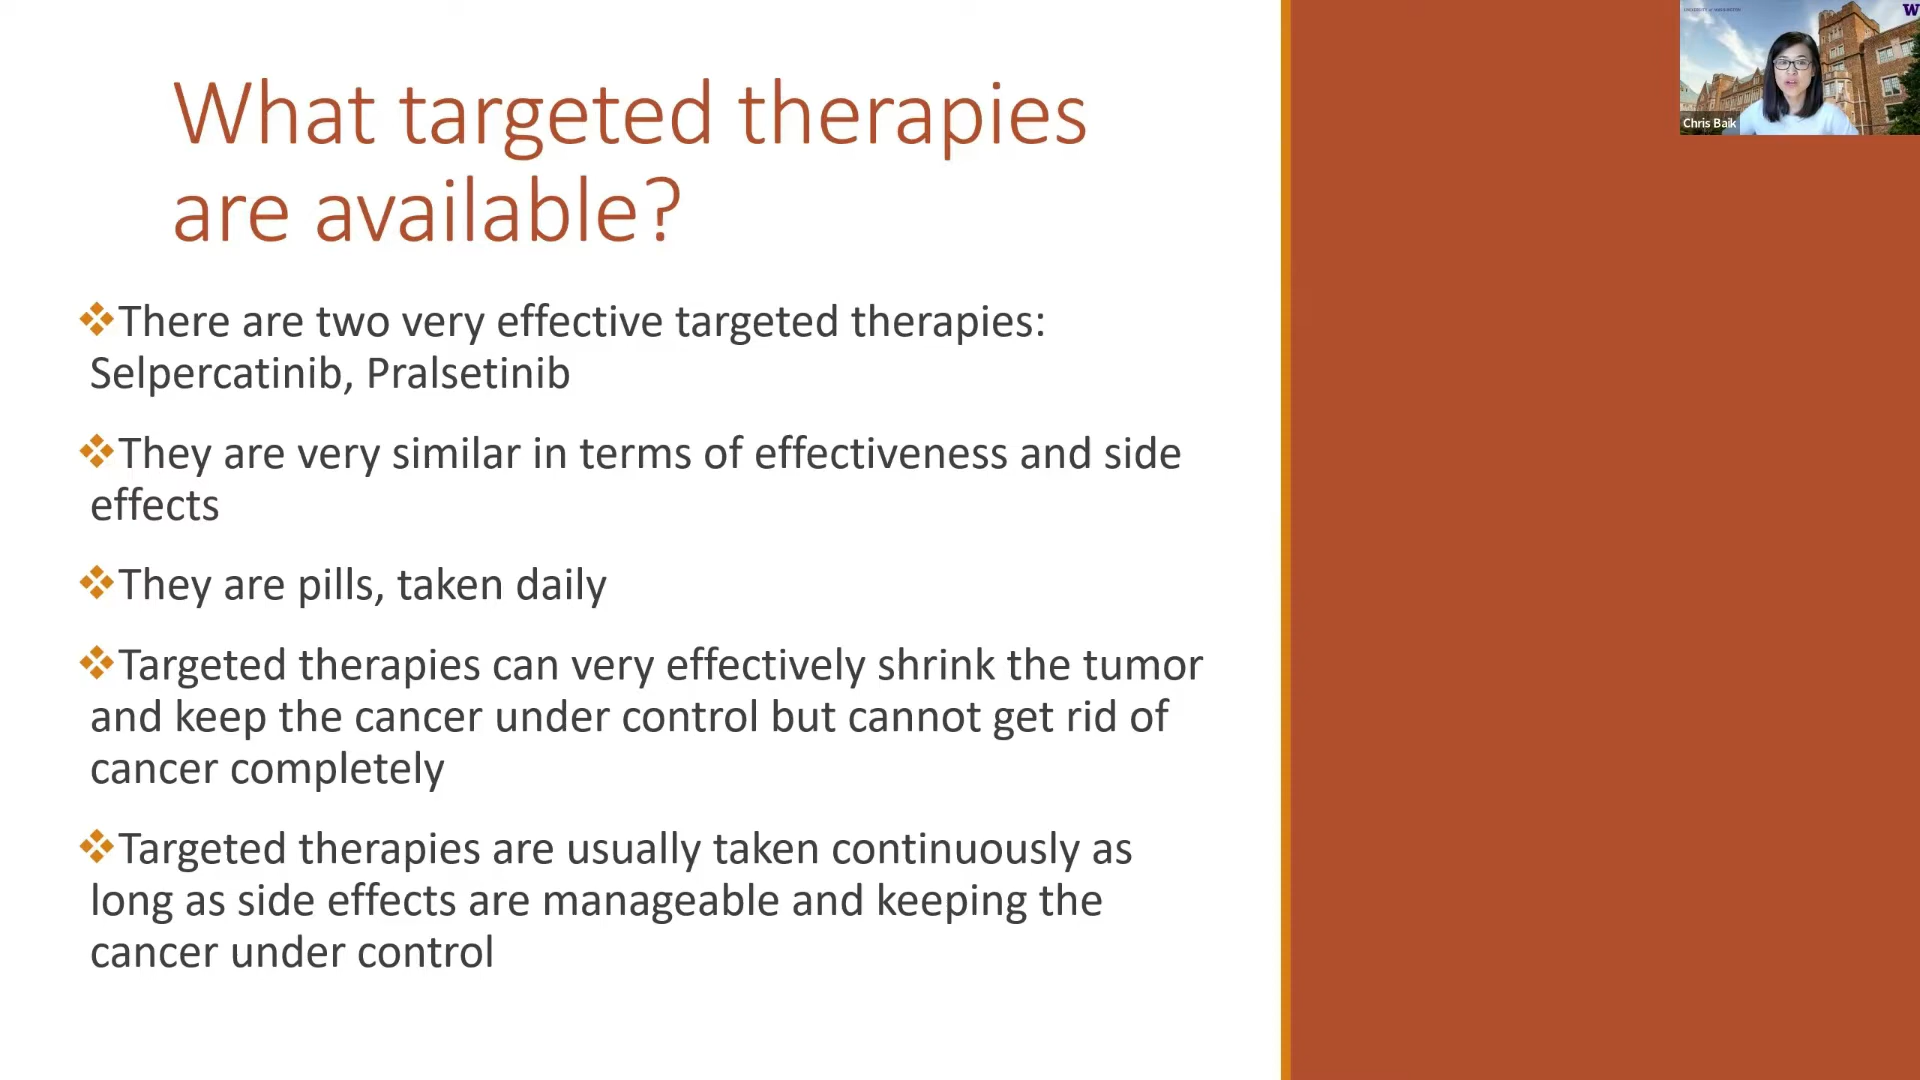 What targeted therapies
are available?
There are two very effective targeted therapies:
Selpercatinib, Pralsetinib
They are very similar in terms of effectiveness and side
effects
They are pills, taken daily
Targeted therapies can very effectively shrink the tumor
and keep the cancer under control but cannot get rid of
cancer completely
Targeted therapies are usually taken continuously as
long as side effects are manageable and keeping the
cancer under control
UNIVERSITY of WASHINGTON
W
Chris Baik